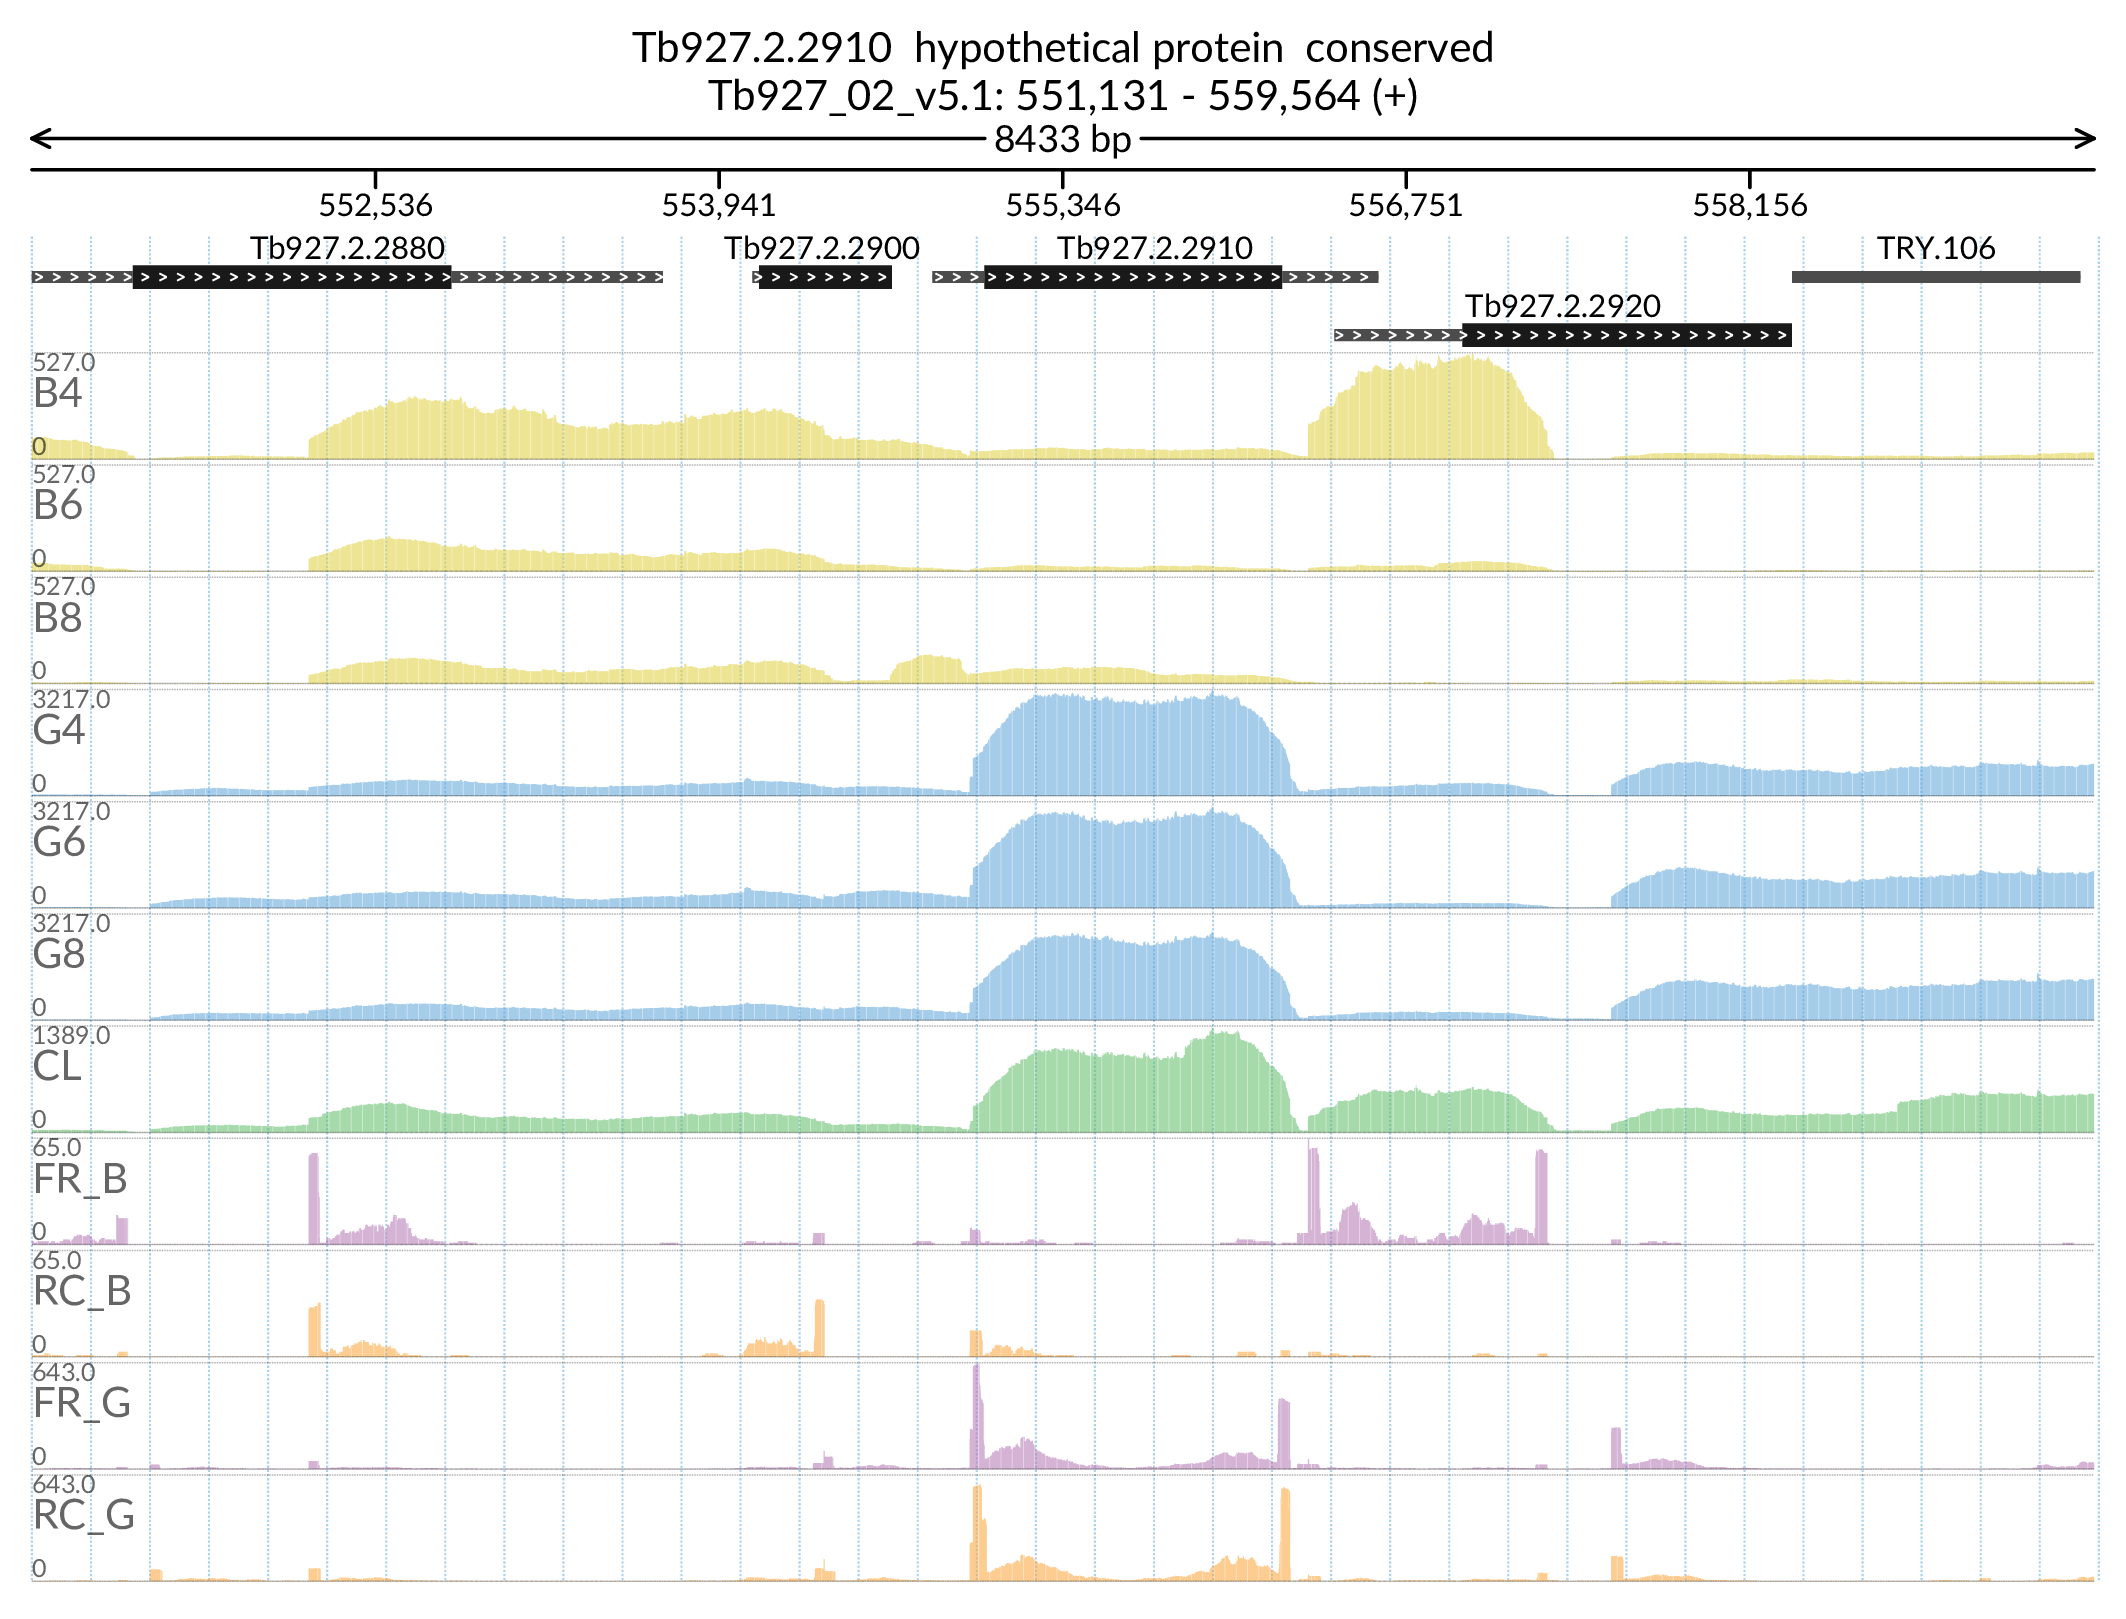 Tb927.2.2910  hypothetical protein  conserved
Tb927_02_v5.1: 551,131 - 559,564 (+)
8433 bp
552,536 553,941 555,346 556,751 558,156
Tb927.2.2880 Tb927.2.2900 Tb927.2.2910 TRY.106
Tb927.2.2920
527.0
B4
0
527.0
B6
0
527.0
B8
0
3217.0
G4
0
3217.0
G6
0
3217.0
G8
0
1389.0
CL
0
65.0
FR_B
0
65.0
RC_B
0
643.0
FR_G
0
643.0
RC_G
0